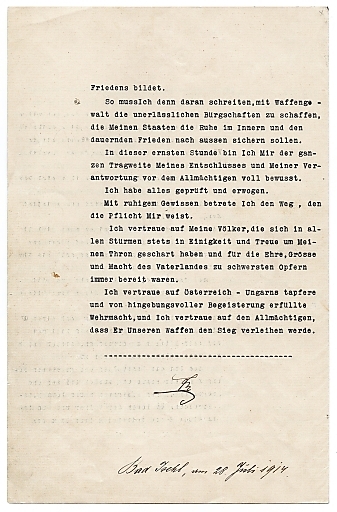 Friedens bildet.
So mussIch denn daran schreiten,mit Waffenge -
walt die unerlässlichen Bürgschaften zu schaffen,
die Meinen Staaten die Ruhe im Innern und den
dauernden Frieden nach aussen sichern sollen.
In dieser ernsten Stunde bin Ich Mir der gan-
zen Tragweite Meines Entschlusses und Meiner Ver-
antwortung vor dem Allmächtigen voll bewusst.
Ich habe alles geprüft und erwogen.
Mit ruhigem Gewissen betrete Ich den Weg , den
die Pflicht Mir weist.
Ich vertraue auf Meine Völker,die sich in al-
len Stürmen stets in Einigkeit und Treue um Mei-
nen Thron geschart haben und für die Ehre,Grösse
und Macht des Vaterlandes zu schwersten Opfern
immer bereit waren.
Ich vertraue auf Österreich - Ungarns tapfere
und von hingebungsvoller Begeisterung erfüllte
Wehrmacht,und Ich vertraue auf den Allmächtigen,
dass Er Unseren Waffen den Sieg verleihen werde.
Bad Ischl, am 28. Juli 1914.